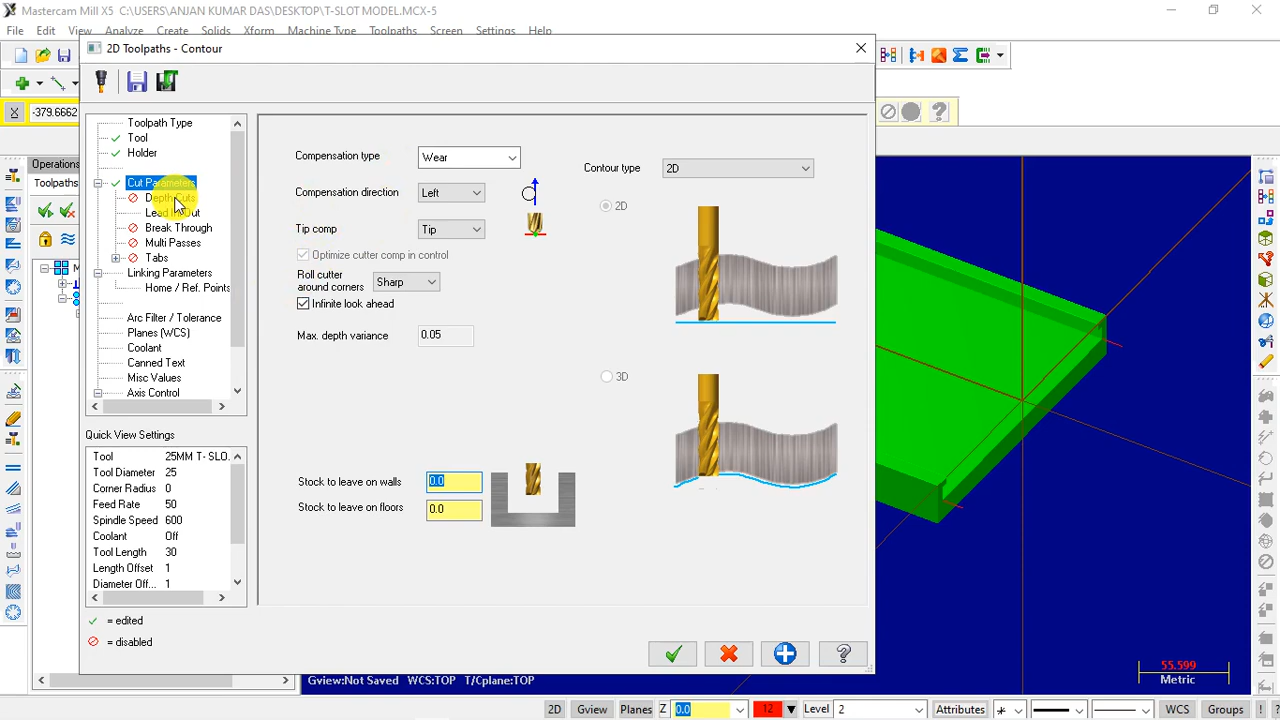 Mastercam Mill X5 C:\USERS\ANJAN KUMAR DAS\DESKTOP\T-SLOT MODEL.MCX-5
File Edit View Analyze Create Solids Xform Machine Type Toolpaths Screen Settings Help
2D Toolpaths - Contour
-379.6662
Operations
Toolpaths
Toolpath Type
Tool
Holder
Cut Parameters
Depth Cuts
Lead In/Out
Break Through
Multi Passes
Tabs
Linking Parameters
Home / Ref. Points
Arc Filter / Tolerance
Planes (WCS)
Coolant
Canned Text
Misc Values
Axis Control
Quick View Settings
Tool 25MM T- SLO.
Tool Diameter 25
Corner Radius 0
Feed Rate 50
Spindle Speed 600
Coolant Off
Tool Length 30
Length Offset 1
Diameter Off... 1
= edited
= disabled
Compensation type Wear
Compensation direction Left
Tip comp Tip
Optimize cutter comp in control
Roll cutter
around corners Sharp
Infinite look ahead
Max. depth variance 0.05
Stock to leave on walls 0.0
Stock to leave on floors 0.0
Contour type 2D
2D
3D
55.599
Metric
Gview:Not Saved WCS:TOP T/Cplane:TOP
2D Gview Planes Z 0.0 12 Level 2 Attributes WCS Groups ! ?